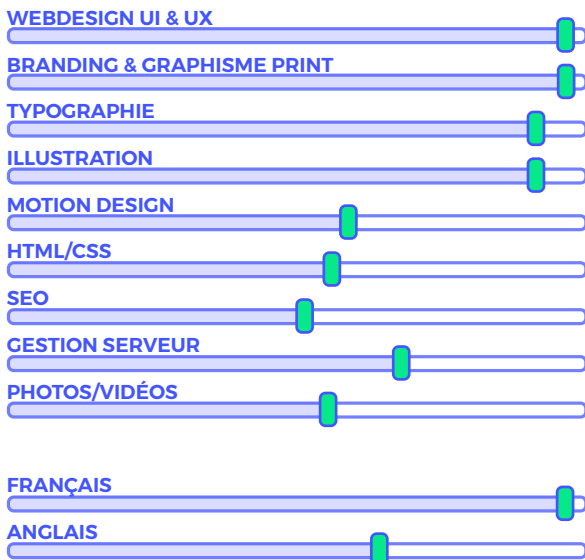 WEBDESIGN UI & UX
BRANDING & GRAPHISME PRINT
TYPOGRAPHIE
ILLUSTRATION
MOTION DESIGN
HTML/CSS
SEO
GESTION SERVEUR
PHOTOS/VIDÉOS
FRANÇAIS
ANGLAIS